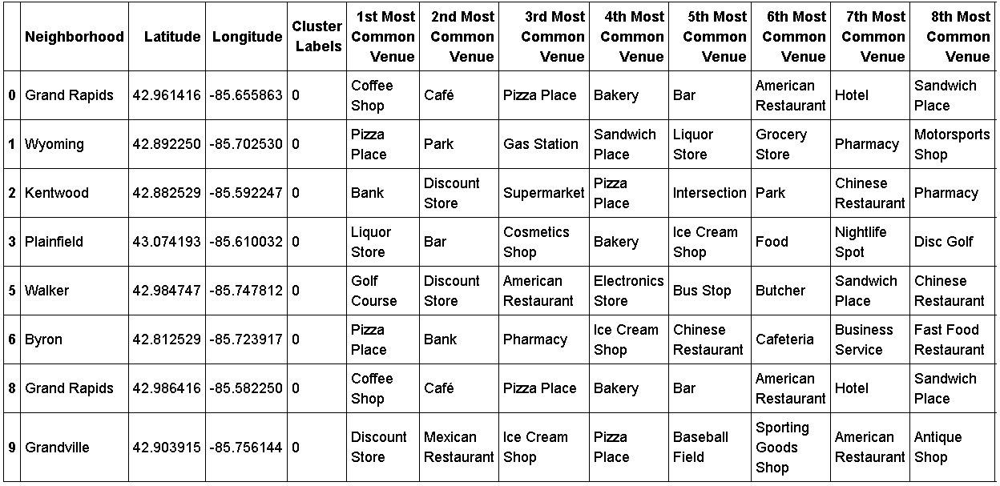 Neighborhood Latitude Longitude Cluster Labels 1st Most Common Venue 2nd Most Common Venue 3rd Most Common Venue 4th Most Common Venue 5th Most Common Venue 6th Most Common Venue 7th Most Common Venue 8th Most Common Venue
0 Grand Rapids 42.961416 -85.655863 0 Coffee Shop Café Pizza Place Bakery Bar American Restaurant Hotel Sandwich Place
1 Wyoming 42.892250 -85.702530 0 Pizza Place Park Gas Station Sandwich Place Liquor Store Grocery Store Pharmacy Motorsports Shop
2 Kentwood 42.882529 -85.592247 0 Bank Discount Store Supermarket Pizza Place Intersection Park Chinese Restaurant Pharmacy
3 Plainfield 43.074193 -85.610032 0 Liquor Store Bar Cosmetics Shop Bakery Ice Cream Shop Food Nightlife Spot Disc Golf
5 Walker 42.984747 -85.747812 0 Golf Course Discount Store American Restaurant Electronics Store Bus Stop Butcher Sandwich Place Chinese Restaurant
6 Byron 42.812529 -85.723917 0 Pizza Place Bank Pharmacy Ice Cream Shop Chinese Restaurant Cafeteria Business Service Fast Food Restaurant
8 Grand Rapids 42.986416 -85.582250 0 Coffee Shop Café Pizza Place Bakery Bar American Restaurant Hotel Sandwich Place
9 Grandville 42.903915 -85.756144 0 Discount Store Mexican Restaurant Ice Cream Shop Pizza Place Baseball Field Sporting Goods Shop American Restaurant Antique Shop